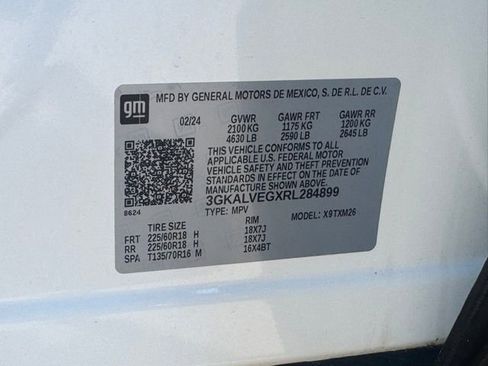 gm
MFD BY GENERAL MOTORS DE MEXICO, S. DE R.L. DE C.V.
02/24 GVWR GAWR FRT GAWR RR
2100 KG 1175 KG 1200 KG
4630 LB 2590 LB 2645 LB
THIS VEHICLE CONFORMS TO ALL
APPLICABLE U.S. FEDERAL MOTOR
VEHICLE SAFETY STANDARDS
IN EFFECT ON THE DATE OF
MANUFACTURE SHOWN ABOVE.
3GKALVEGXRL284899
8624 TYPE: MPV MODEL: X9TXM26
TIRE SIZE RIM
FRT 225/60R18 H 18X7J
RR 225/60R18 H 18X7J
SPA T135/70R16 M 16X4BT